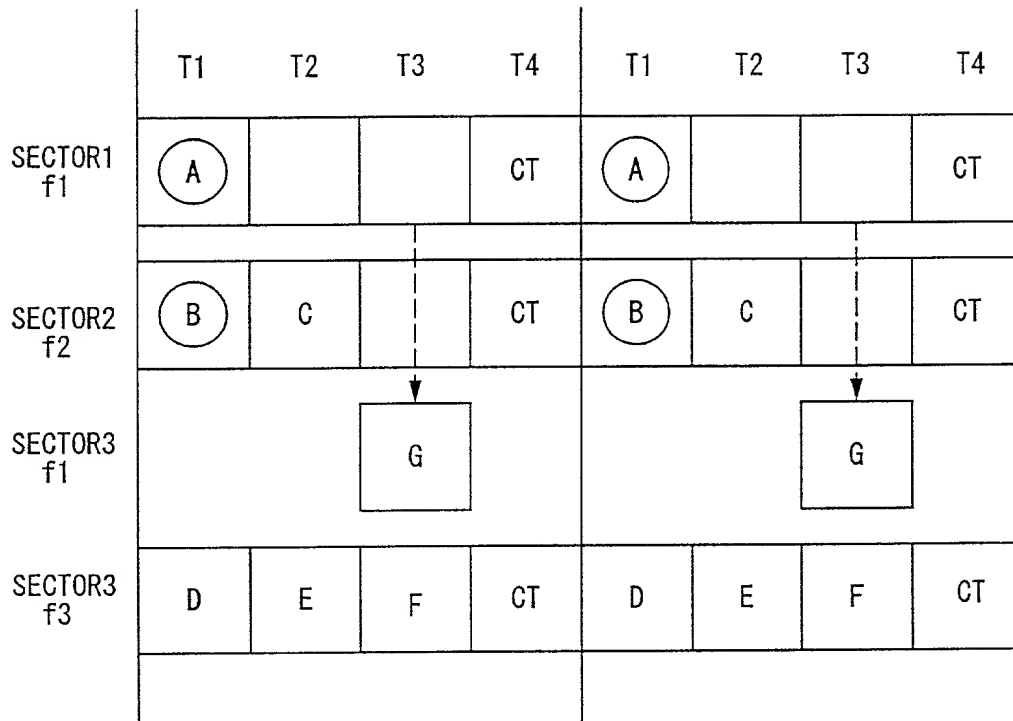 T1 T2 T3 T4 T1 T2 T3 T4
SECTOR1 A CT A CT
f1
SECTOR2 B C CT B C CT
f2
SECTOR3 G G
f1
SECTOR3 D E F CT D E F CT
f3